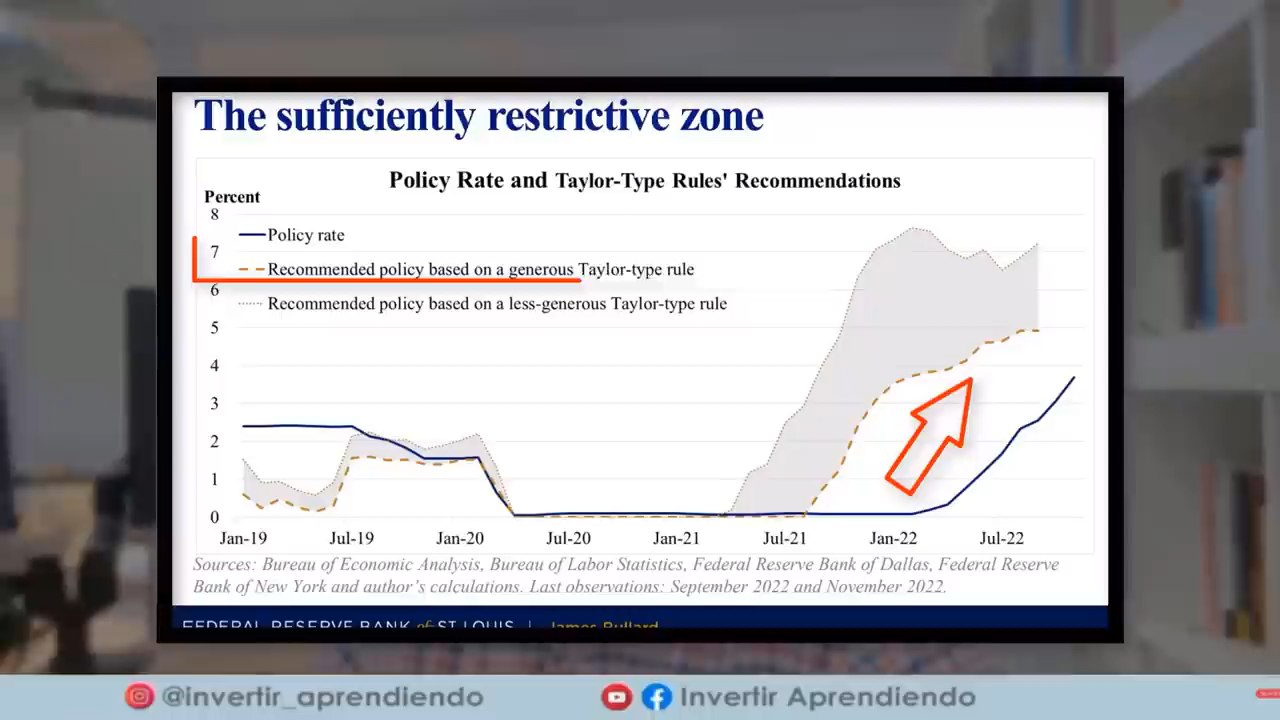 The sufficiently restrictive zone
Policy Rate and Taylor-Type Rules' Recommendations
Percent
8
Policy rate
7
Recommended policy based on a generous Taylor-type rule
6
Recommended policy based on a less-generous Taylor-type rule
5
4
3
2
1
0
Jan-19 Jul-19 Jan-20 Jul-20 Jan-21 Jul-21 Jan-22 Jul-22
Sources: Bureau of Economic Analysis, Bureau of Labor Statistics, Federal Reserve Bank of Dallas, Federal Reserve
Bank of New York and author's calculations. Last observations: September 2022 and November 2022.
FEDERAL RESERVE BANK of ST LOUIS | James Bullard
@invertir_aprendiendo Invertir Aprendiendo